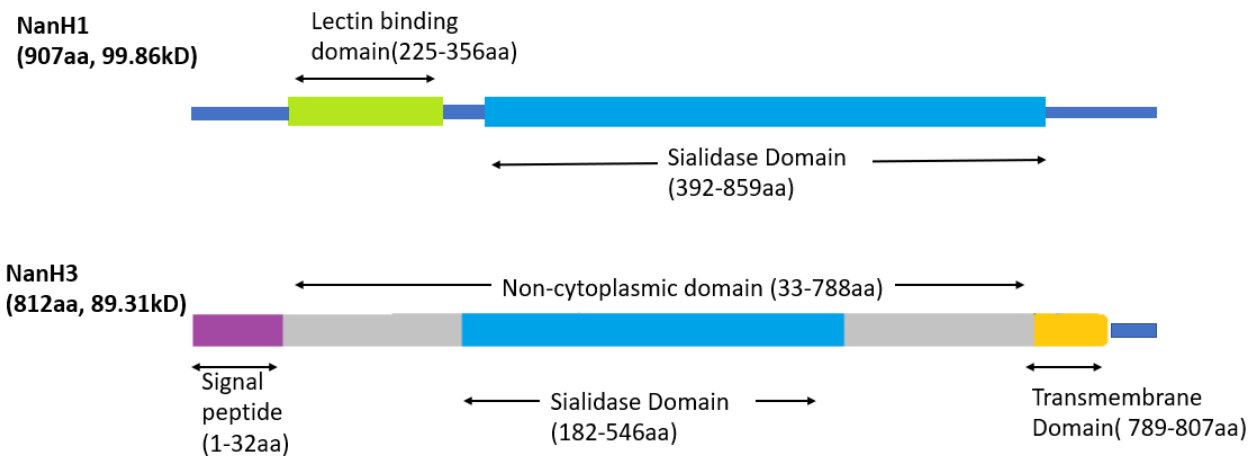 NanH1
(907aa, 99.86kD)
Lectin binding
domain(225-356aa)
Sialidase Domain
(392-859aa)
NanH3
(812aa, 89.31kD)
Non-cytoplasmic domain (33-788aa)
Signal
peptide
(1-32aa)
Sialidase Domain
(182-546aa)
Transmembrane
Domain( 789-807aa)